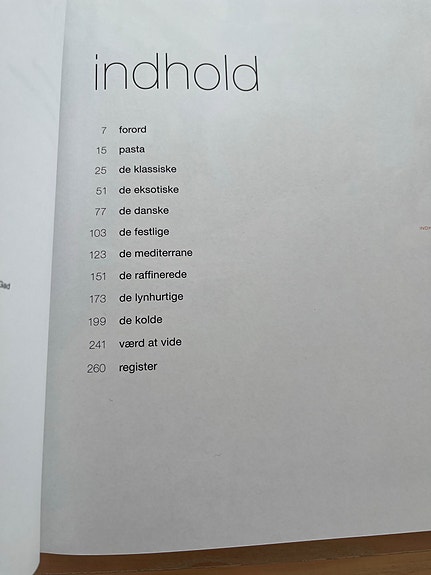 indhold
7 forord
15 pasta
25 de klassiske
51 de eksotiske
77 de danske
103 de festlige
123 de mediterrane
151 de raffinerede
173 de lynhurtige
199 de kolde
241 værd at vide
260 register